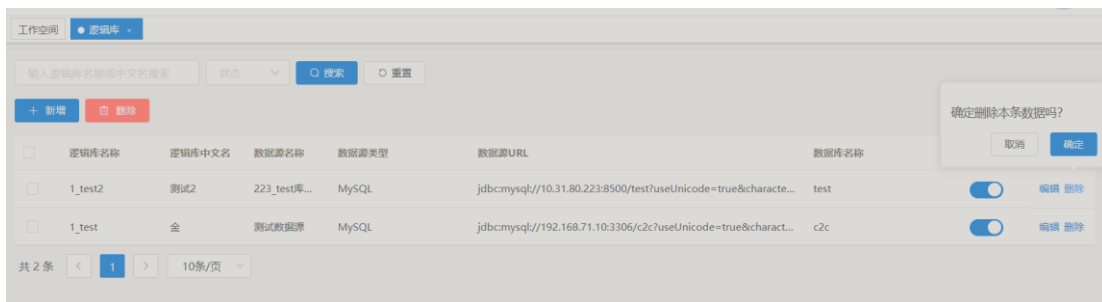 工作空间 逻辑库 ×
输入逻辑库名称或中文名搜索 状态 搜索 重置
+ 新增 删除
确定删除本条数据吗?
取消 确定
逻辑库名称 逻辑库中文名 数据源名称 数据源类型 数据源URL 数据库名称
1_test2 测试2 223_test库... MySQL jdbc:mysql://10.31.80.223:8500/test?useUnicode=true&characte... test 编辑 删除
1_test 全 测试数据源 MySQL jdbc:mysql://192.168.71.10:3306/c2c?useUnicode=true&charact... c2c 编辑 删除
共 2 条 < 1 > 10条/页